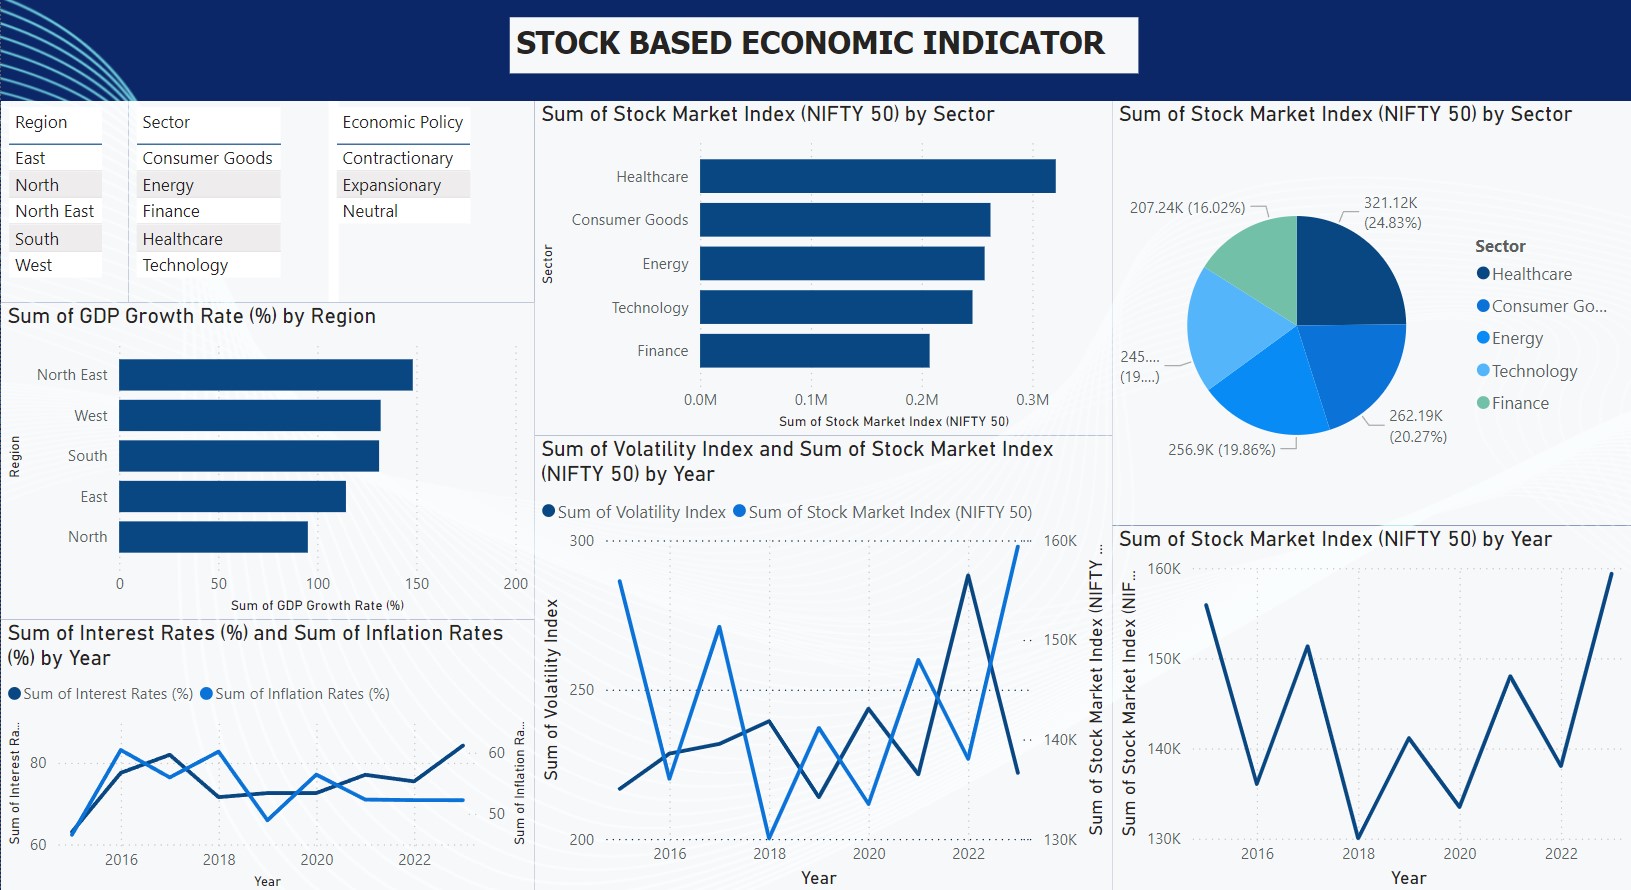 STOCK BASED ECONOMIC INDICATOR
Region
East
North
North East
South
West
Sector
Consumer Goods
Energy
Finance
Healthcare
Technology
Economic Policy
Contractionary
Expansionary
Neutral
Sum of GDP Growth Rate (%) by Region
Region
North East
West
South
East
North
0 50 100 150 200
Sum of GDP Growth Rate (%)
Sum of Interest Rates (%) and Sum of Inflation Rates
(%) by Year
Sum of Interest Rates (%) Sum of Inflation Rates (%)
Sum of Interest Ra...
80
60
60
50
Sum of Inflation Ra...
2016 2018 2020 2022
Year
Sum of Stock Market Index (NIFTY 50) by Sector
Sector
Healthcare
Consumer Goods
Energy
Technology
Finance
0.0M 0.1M 0.2M 0.3M
Sum of Stock Market Index (NIFTY 50)
Sum of Volatility Index and Sum of Stock Market Index
(NIFTY 50) by Year
Sum of Volatility Index Sum of Stock Market Index (NIFTY 50)
Sum of Volatility Index
300
250
200
160K
150K
140K
130K
Sum of Stock Market Index (NIFTY ...
2016 2018 2020 2022
Year
Sum of Stock Market Index (NIFTY 50) by Sector
207.24K (16.02%)
321.12K
(24.83%)
245....
(19....)
262.19K
(20.27%)
256.9K (19.86%)
Sector
Healthcare
Consumer Go...
Energy
Technology
Finance
Sum of Stock Market Index (NIFTY 50) by Year
Sum of Stock Market Index (NIF...
160K
150K
140K
130K
2016 2018 2020 2022
Year